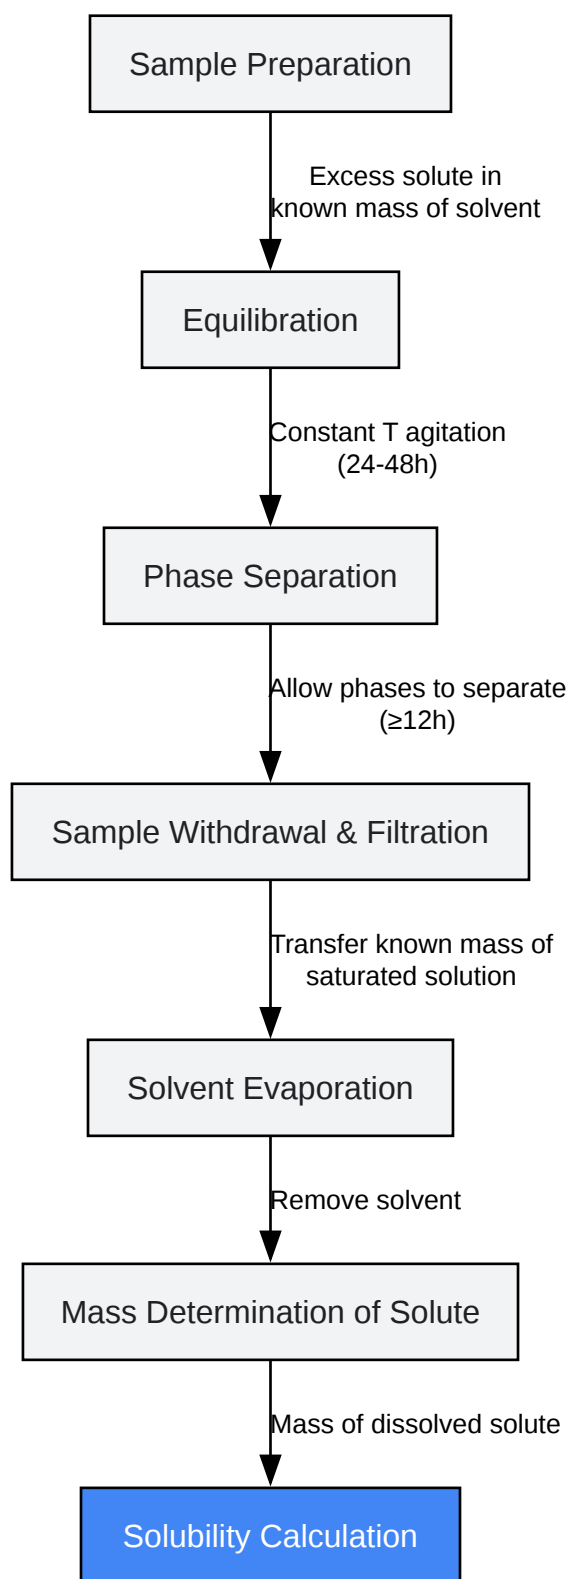 Sample Preparation
Excess solute in
known mass of solvent
Equilibration
Constant T agitation
(24-48h)
Phase Separation
Allow phases to separate
(≥12h)
Sample Withdrawal & Filtration
Transfer known mass of
saturated solution
Solvent Evaporation
Remove solvent
Mass Determination of Solute
Mass of dissolved solute
Solubility Calculation